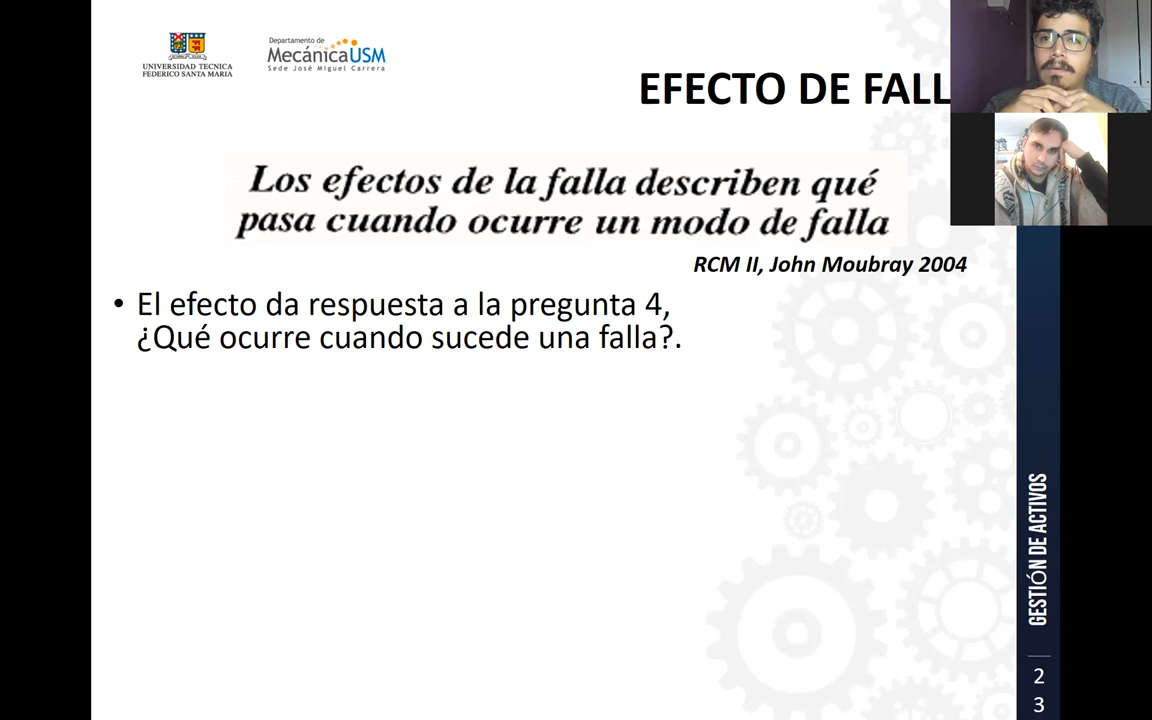 UNIVERSIDAD TECNICA
FEDERICO SANTA MARIA
Departamento de
MecánicaUSM
Sede José Miguel Carrera
EFECTO DE FALL
Los efectos de la falla describen qué
pasa cuando ocurre un modo de falla
RCM II, John Moubray 2004
• El efecto da respuesta a la pregunta 4,
¿Qué ocurre cuando sucede una falla?.
GESTIÓN DE ACTIVOS
2
3